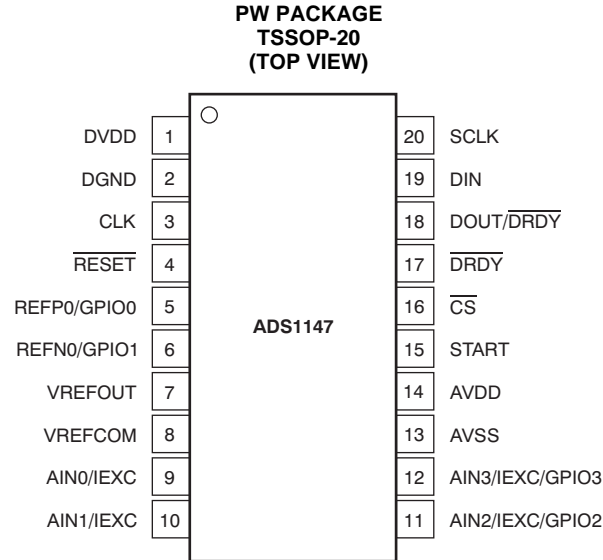 PW PACKAGE
TSSOP-20
(TOP VIEW)
DVDD 1 20 SCLK
DGND 2 19 DIN
CLK 3 18 DOUT/DRDY
RESET 4 17 DRDY
REFP0/GPIO0 5 16 CS
ADS1147
REFN0/GPIO1 6 15 START
VREFOUT 7 14 AVDD
VREFCOM 8 13 AVSS
AIN0/IEXC 9 12 AIN3/IEXC/GPIO3
AIN1/IEXC 10 11 AIN2/IEXC/GPIO2